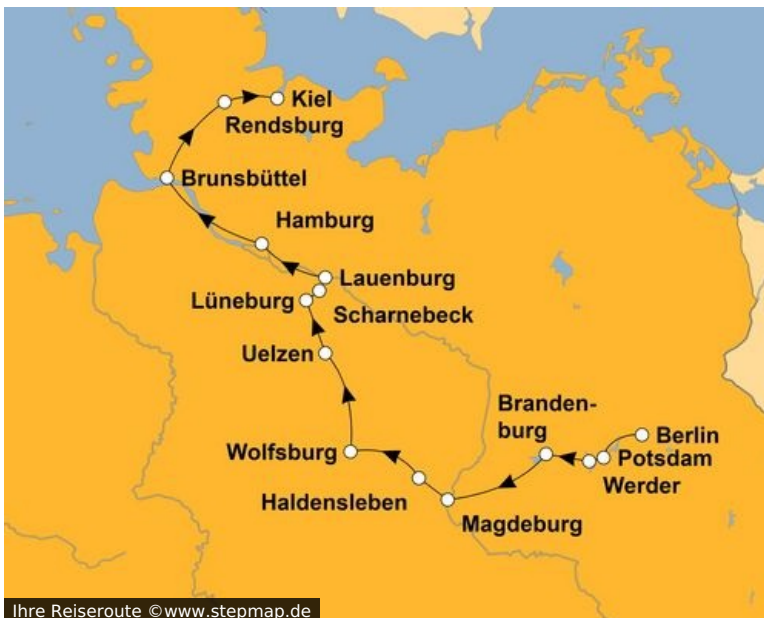 Kiel
Rendsburg
Brunsbüttel
Hamburg
Lauenburg
Lüneburg
Scharnebeck
Uelzen
Branden-
burg
Berlin
Wolfsburg
Potsdam
Werder
Haldensleben
Magdeburg
Ihre Reiseroute ©www.stepmap.de